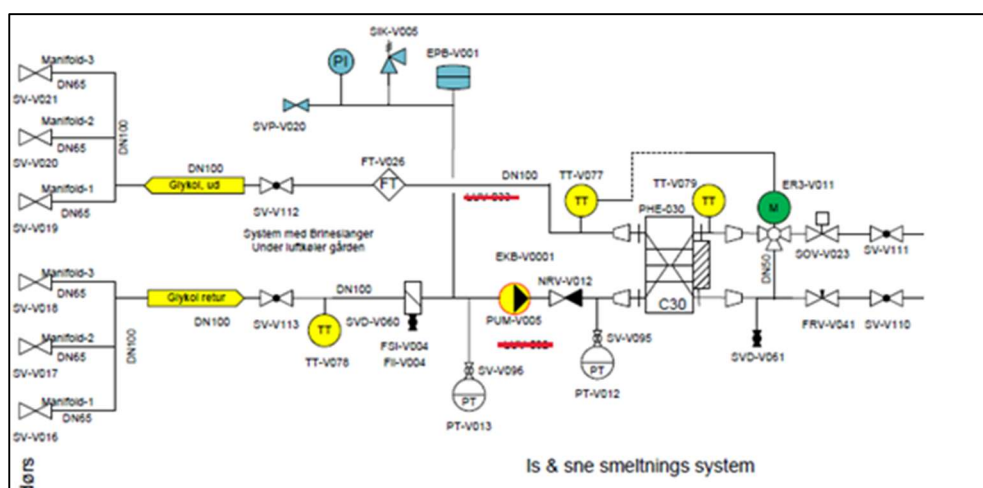 SIK-V005
EPB-V001
PI
SVP-V020
Manifold-3
DN65
SV-V021
Manifold-2
DN65
SV-V020
Manifold-1
DN65
SV-V019
DN100
DN100
Glykol, ud
SV-V112
FT-V026
FT
DN100
TT-V077
TT
TT-V079
TT
ER3-V011
M
PHE-030
System med Brineslanger
Under luftkøler gården
DN50
SOV-V023
SV-V111
Manifold-3
DN65
SV-V018
Manifold-2
DN65
SV-V017
Manifold-1
DN65
SV-V016
DN100
Glykol retur
DN100
SV-V113
DN100
TT
TT-V078
SVD-V060
FSI-V004
FII-V004
EKB-V0001
PUM-V005
NRV-V012
SV-V095
SV-V096
PT
PT-V013
PT
PT-V012
C30
SVD-V061
FRV-V041
SV-V110
Is & sne smeltnings system